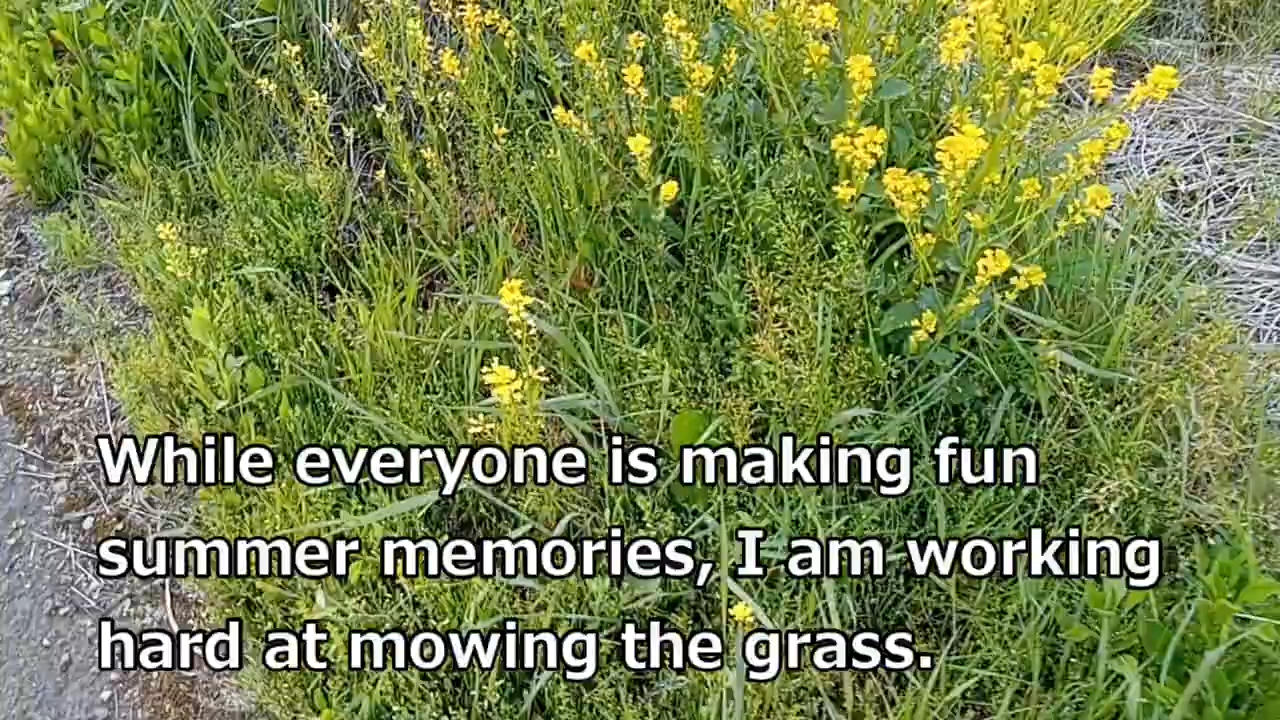 While everyone is making fun
summer memories, I am working
hard at mowing the grass.